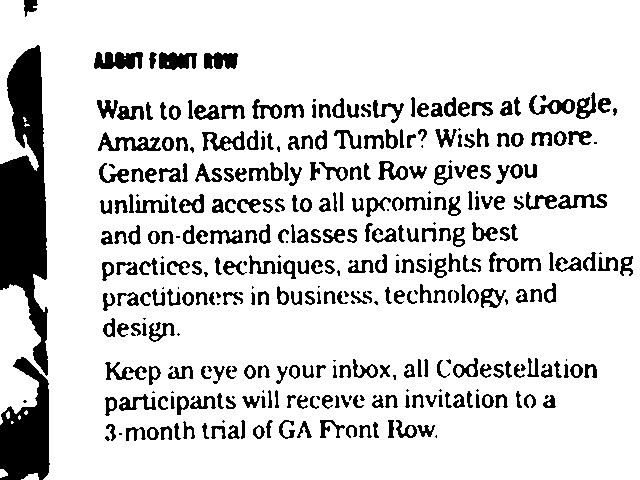 ABOUT FRONT ROW
Want to learn from industry leaders at Google,
Amazon, Reddit, and Tumblr? Wish no more.
General Assembly Front Row gives you
unlimited access to all upcoming live streams
and on-demand classes featuring best
practices, techniques, and insights from leading
practitioners in business, technology, and
design.
Keep an eye on your inbox, all Codestellation
participants will receive an invitation to a
3-month trial of GA Front Row.